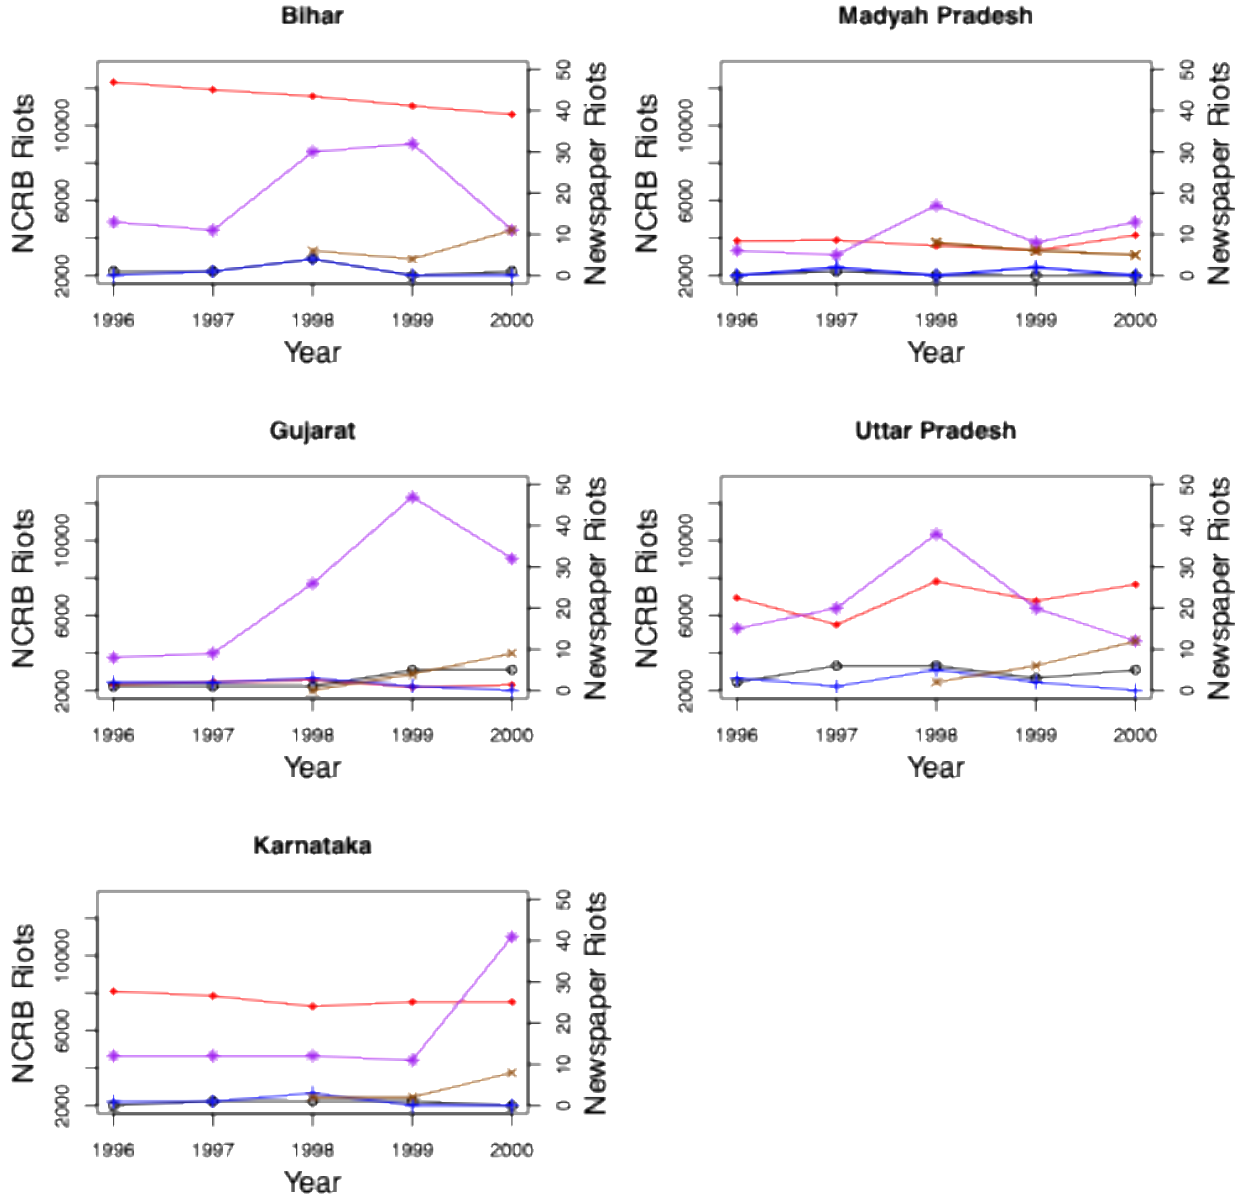 Bihar
NCRB Riots
2000 6000 10000
Newspaper Riots
0 10 20 30 40 50
1996 1997 1998 1999 2000
Year
Madyah Pradesh
NCRB Riots
2000 6000 10000
Newspaper Riots
0 10 20 30 40 50
1996 1997 1998 1999 2000
Year
Gujarat
NCRB Riots
2000 6000 10000
Newspaper Riots
0 10 20 30 40 50
1996 1997 1998 1999 2000
Year
Uttar Pradesh
NCRB Riots
2000 6000 10000
Newspaper Riots
0 10 20 30 40 50
1996 1997 1998 1999 2000
Year
Karnataka
NCRB Riots
2000 6000 10000
Newspaper Riots
0 10 20 30 40 50
1996 1997 1998 1999 2000
Year